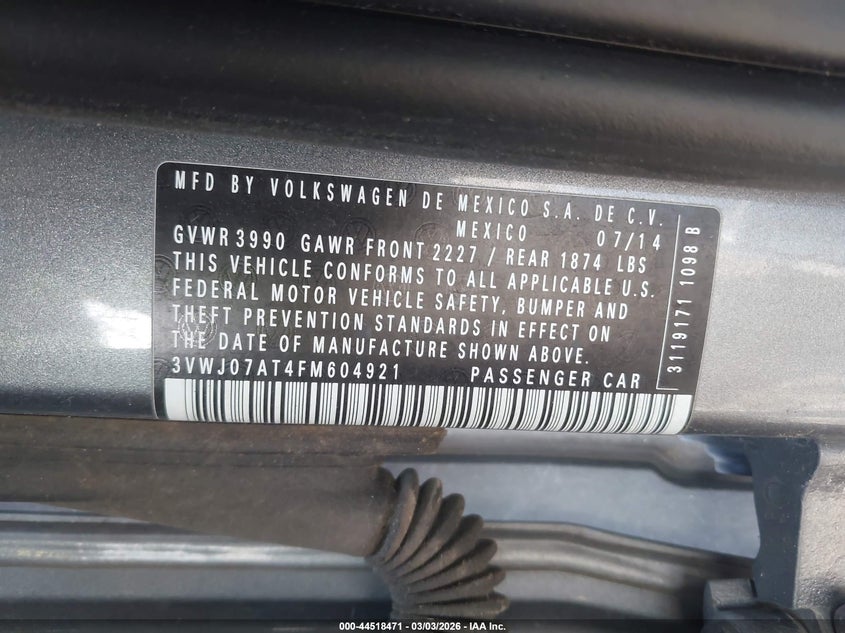 MFD BY VOLKSWAGEN DE MEXICO S.A. DE C.V.
MEXICO 07/14
GVWR 3990 GAWR FRONT 2227 / REAR 1874 LBS
THIS VEHICLE CONFORMS TO ALL APPLICABLE U.S.
FEDERAL MOTOR VEHICLE SAFETY, BUMPER AND
THEFT PREVENTION STANDARDS IN EFFECT ON
THE DATE OF MANUFACTURE SHOWN ABOVE.
3VWJ07AT4FM604921 PASSENGER CAR
3119171 1098 B
000-44518471 - 03/03/2026 - IAA Inc.